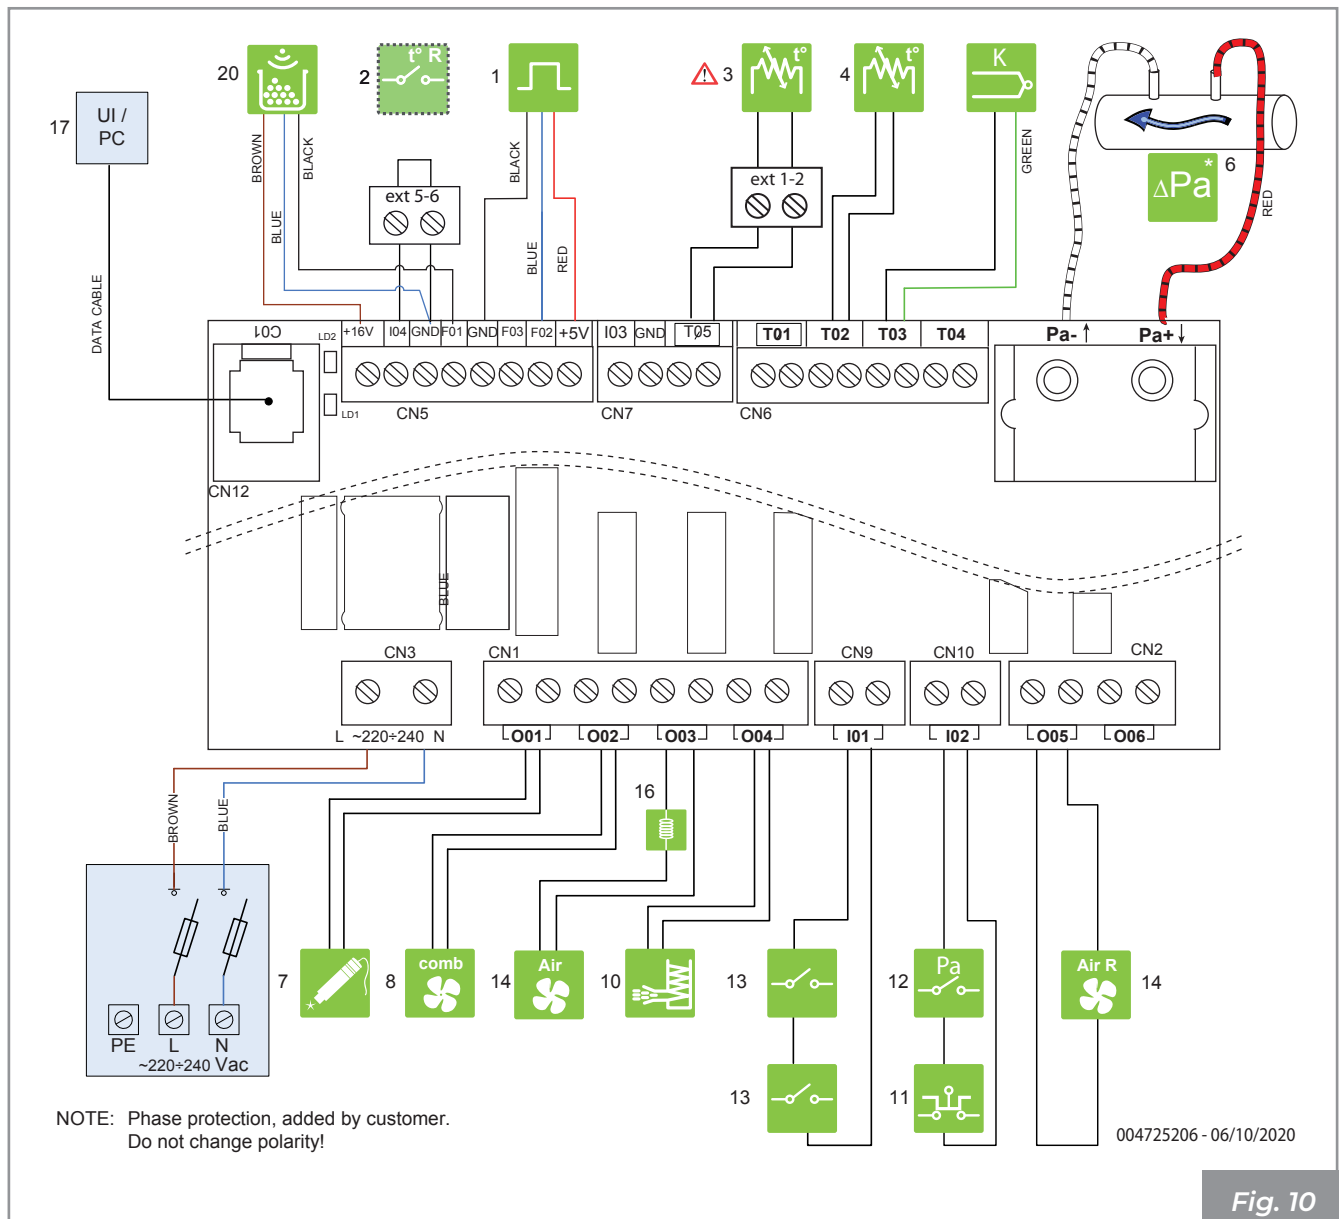 20
2
t° R
1
3
t°
4
t°
K
17
UI /
PC
BROWN
BLUE
BLACK
ext 5-6
BLACK
BLUE
RED
ext 1-2
GREEN
ΔPa*
6
RED
DATA CABLE
C01
LD2
LD1
+16V I04 GND F01 GND F03 F02 +5V
I03 GND T05
T01 T02 T03 T04
Pa- ↑ Pa+ ↓
CN5
CN7
CN6
CN12
BLUE
CN3
CN1
CN9
CN10
CN2
L ~220÷240 N
O01
O02
O03
O04
I01
I02
O05
O06
BROWN
BLUE
16
7
8
comb
14
Air
10
13
12
Pa
Air R
14
PE L N
~220÷240 Vac
13
11
NOTE: Phase protection, added by customer.
Do not change polarity!
004725206 - 06/10/2020
Fig. 10